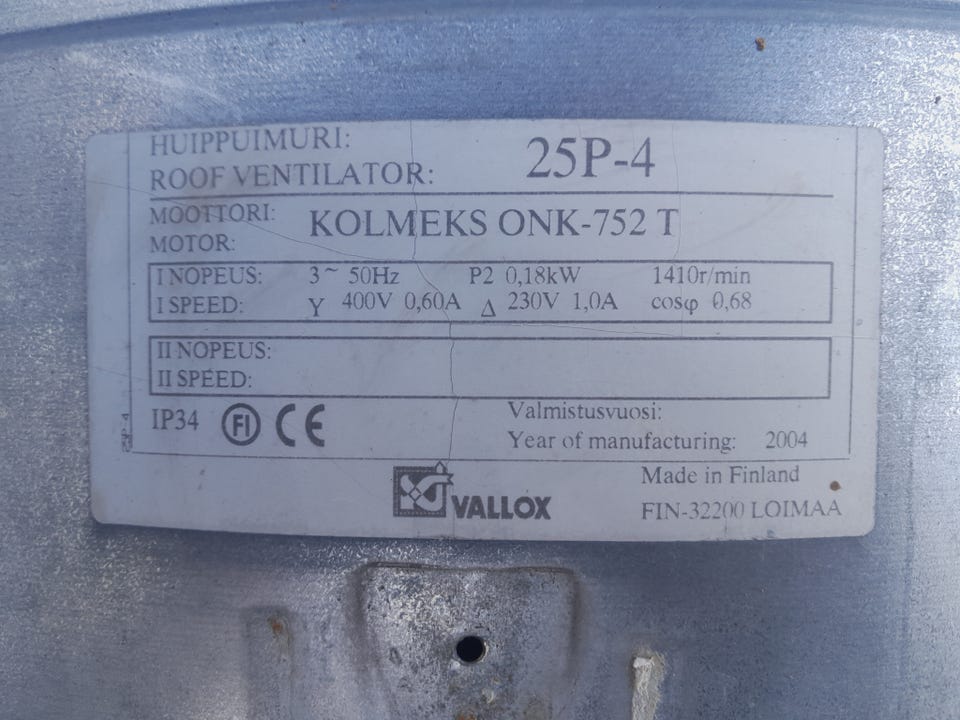 HUIPPUIMURI:
ROOF VENTILATOR: 25P-4
MOOTTORI:
MOTOR: KOLMEKS ONK-752 T
I NOPEUS: 3~ 50Hz P2 0,18kW 1410r/min
I SPEED: Y 400V 0,60A Δ 230V 1,0A cosφ 0,68
II NOPEUS:
II SPEED:
25P-4
IP34 FI CE
Valmistusvuosi:
Year of manufacturing: 2004
VALLOX
Made in Finland
FIN-32200 LOIMAA